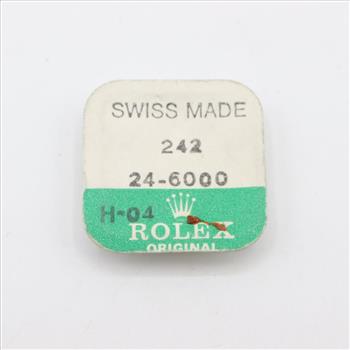 SWISS MADE
242
24-6000
H-04
ROLEX
ORIGINAL